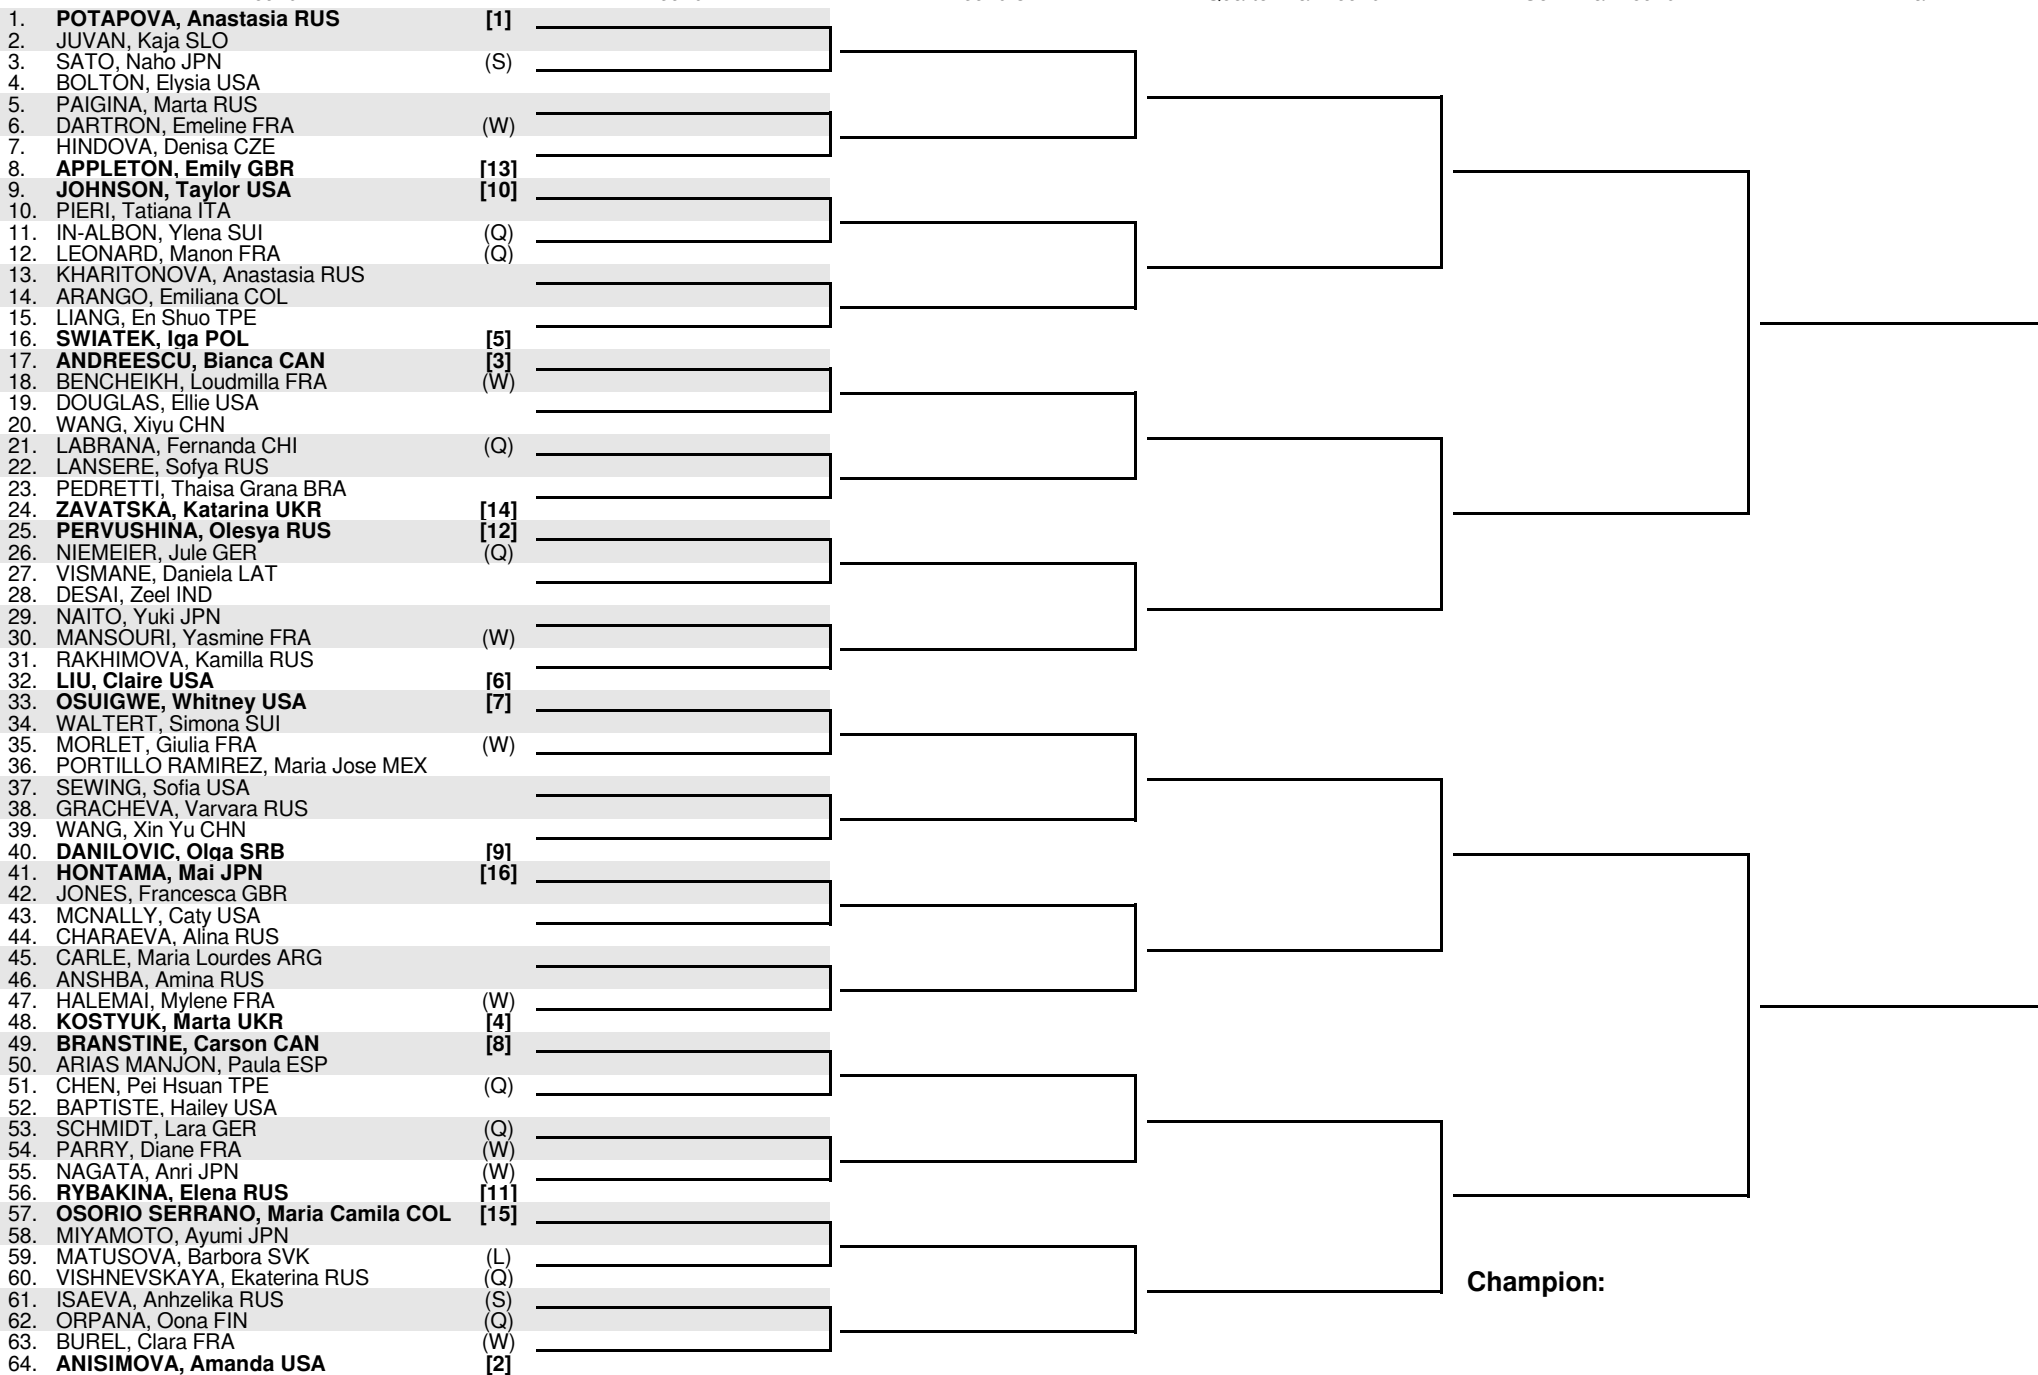 1. POTAPOVA, Anastasia RUS [1]
2. JUVAN, Kaja SLO
3. SATO, Naho JPN (S)
4. BOLTON, Elysia USA
5. PAIGINA, Marta RUS
6. DARTRON, Emeline FRA (W)
7. HINDOVA, Denisa CZE
8. APPLETON, Emily GBR [13]
9. JOHNSON, Taylor USA [10]
10. PIERI, Tatiana ITA
11. IN-ALBON, Ylena SUI (Q)
12. LEONARD, Manon FRA (Q)
13. KHARITONOVA, Anastasia RUS
14. ARANGO, Emiliana COL
15. LIANG, En Shuo TPE
16. SWIATEK, Iga POL [5]
17. ANDREESCU, Bianca CAN [3]
18. BENCHEIKH, Loudmilla FRA (W)
19. DOUGLAS, Ellie USA
20. WANG, Xiyu CHN
21. LABRANA, Fernanda CHI (Q)
22. LANSERE, Sofya RUS
23. PEDRETTI, Thaisa Grana BRA
24. ZAVATSKA, Katarina UKR [14]
25. PERVUSHINA, Olesya RUS [12]
26. NIEMEIER, Jule GER (Q)
27. VISMANE, Daniela LAT
28. DESAI, Zeel IND
29. NAITO, Yuki JPN
30. MANSOURI, Yasmine FRA (W)
31. RAKHIMOVA, Kamilla RUS
32. LIU, Claire USA [6]
33. OSUIGWE, Whitney USA [7]
34. WALTERT, Simona SUI
35. MORLET, Giulia FRA (W)
36. PORTILLO RAMIREZ, Maria Jose MEX
37. SEWING, Sofia USA
38. GRACHEVA, Varvara RUS
39. WANG, Xin Yu CHN
40. DANILOVIC, Olga SRB [9]
41. HONTAMA, Mai JPN [16]
42. JONES, Francesca GBR
43. MCNALLY, Caty USA
44. CHARAEVA, Alina RUS
45. CARLE, Maria Lourdes ARG
46. ANSHBA, Amina RUS
47. HALEMAI, Mylene FRA (W)
48. KOSTYUK, Marta UKR [4]
49. BRANSTINE, Carson CAN [8]
50. ARIAS MANJON, Paula ESP
51. CHEN, Pei Hsuan TPE (Q)
52. BAPTISTE, Hailey USA
53. SCHMIDT, Lara GER (Q)
54. PARRY, Diane FRA (W)
55. NAGATA, Anri JPN (W)
56. RYBAKINA, Elena RUS [11]
57. OSORIO SERRANO, Maria Camila COL [15]
58. MIYAMOTO, Ayumi JPN
59. MATUSOVA, Barbora SVK (L)
60. VISHNEVSKAYA, Ekaterina RUS (Q)
Champion:
61. ISAEVA, Anhzelika RUS (S)
62. ORPANA, Oona FIN (Q)
63. BUREL, Clara FRA (W)
64. ANISIMOVA, Amanda USA [2]